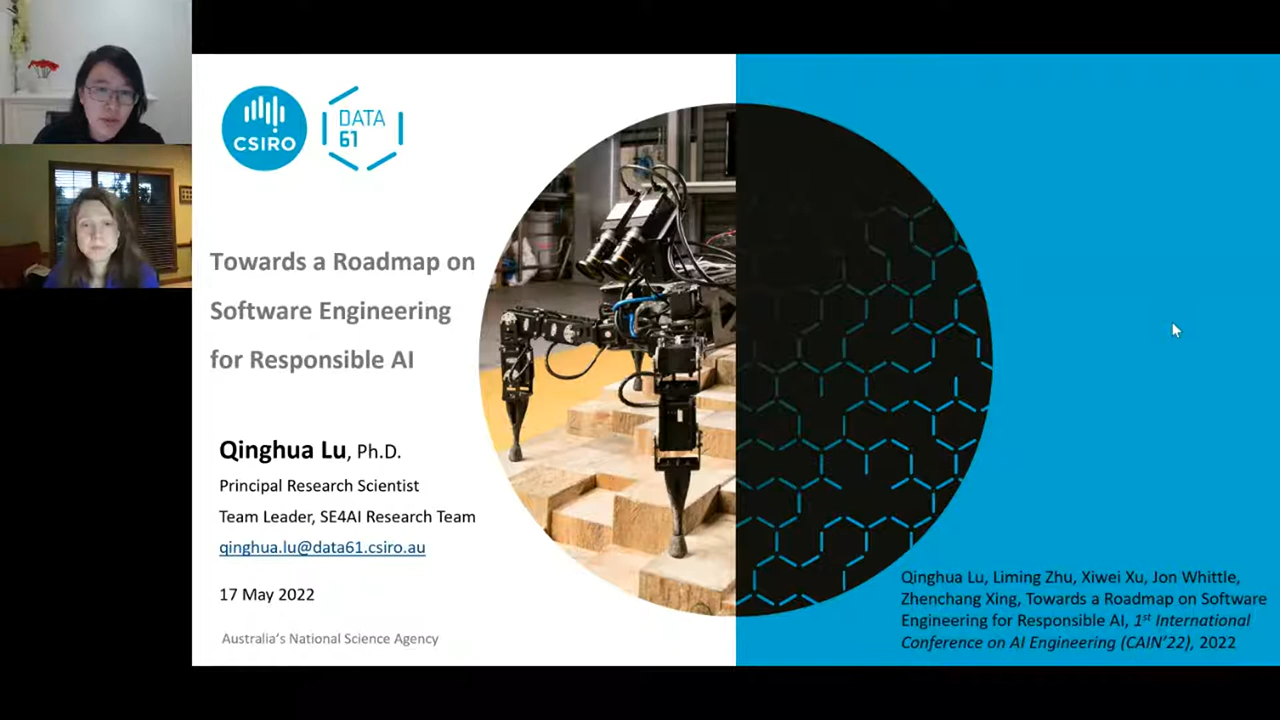 CSIRO
DATA
61
Towards a Roadmap on
Software Engineering
for Responsible AI
Qinghua Lu, Ph.D.
Principal Research Scientist
Team Leader, SE4AI Research Team
qinghua.lu@data61.csiro.au
17 May 2022
Australia's National Science Agency
Qinghua Lu, Liming Zhu, Xiwei Xu, Jon Whittle,
Zhenchang Xing, Towards a Roadmap on Software
Engineering for Responsible AI, 1st International
Conference on AI Engineering (CAIN'22), 2022